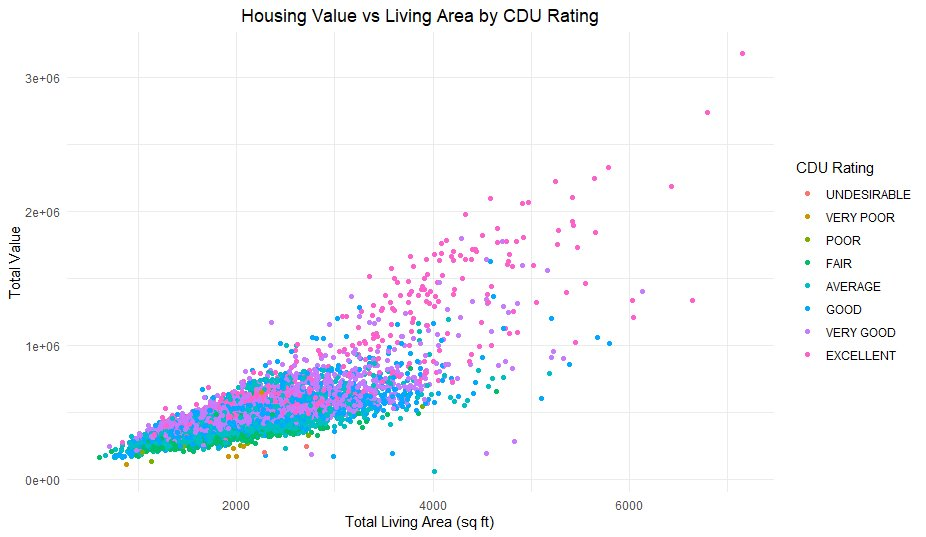 Housing Value vs Living Area by CDU Rating
3e+06
2e+06
1e+06
0e+00
Total Value
2000
4000
6000
Total Living Area (sq ft)
CDU Rating
UNDESIRABLE
VERY POOR
POOR
FAIR
AVERAGE
GOOD
VERY GOOD
EXCELLENT